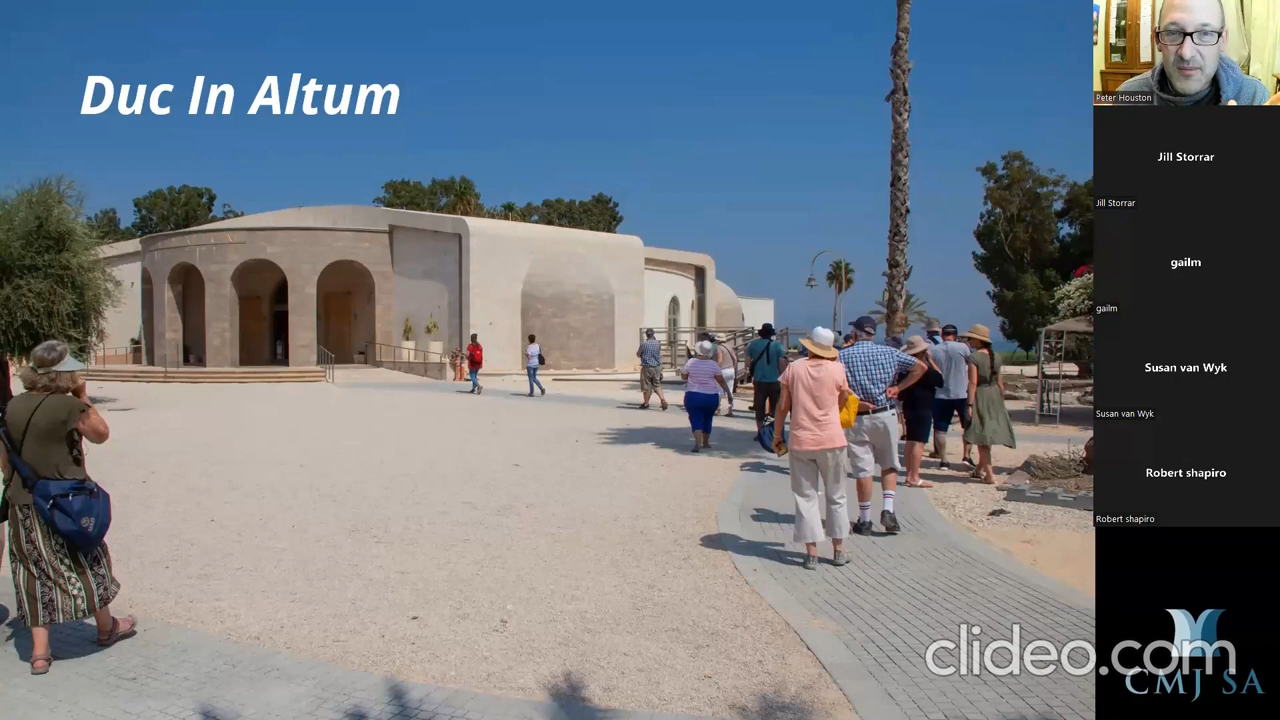 Duc In Altum
Peter Houston
Jill Storrar
Jill Storrar
gailm
gailm
Susan van Wyk
Susan van Wyk
Robert shapiro
Robert shapiro
clideo.com
CMJ SA